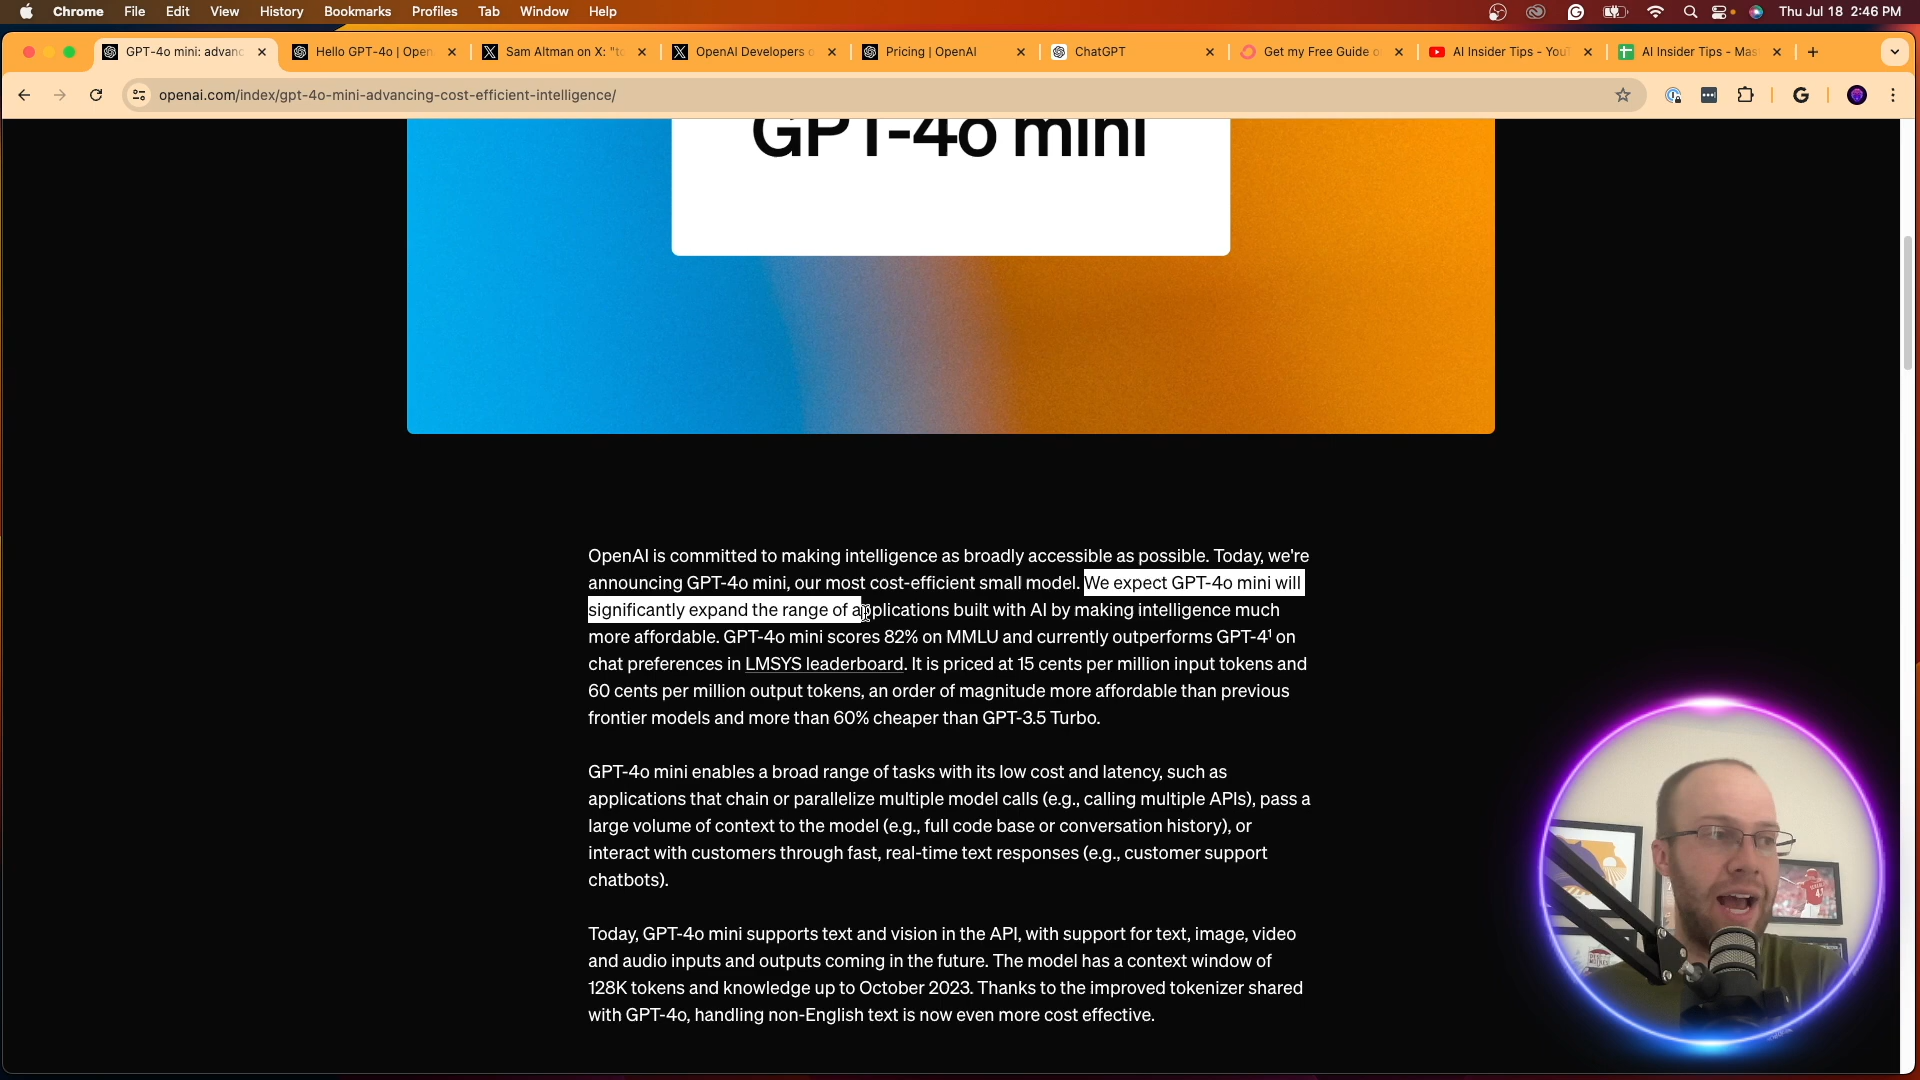 Chrome File Edit View History Bookmarks Profiles Tab Window Help Thu Jul 18 2:46 PM
GPT-4o mini: advanc Hello GPT-4o | Open Sam Altman on X: "to OpenAI Developers o Pricing | OpenAI ChatGPT Get my Free Guide o AI Insider Tips - You AI Insider Tips - Mas
openai.com/index/gpt-4o-mini-advancing-cost-efficient-intelligence/
GPT-4o mini
OpenAI is committed to making intelligence as broadly accessible as possible. Today, we're
announcing GPT-4o mini, our most cost-efficient small model. We expect GPT-4o mini will
significantly expand the range of applications built with AI by making intelligence much
more affordable. GPT-4o mini scores 82% on MMLU and currently outperforms GPT-4¹ on
chat preferences in LMSYS leaderboard. It is priced at 15 cents per million input tokens and
60 cents per million output tokens, an order of magnitude more affordable than previous
frontier models and more than 60% cheaper than GPT-3.5 Turbo.
GPT-4o mini enables a broad range of tasks with its low cost and latency, such as
applications that chain or parallelize multiple model calls (e.g., calling multiple APIs), pass a
large volume of context to the model (e.g., full code base or conversation history), or
interact with customers through fast, real-time text responses (e.g., customer support
chatbots).
Today, GPT-4o mini supports text and vision in the API, with support for text, image, video
and audio inputs and outputs coming in the future. The model has a context window of
128K tokens and knowledge up to October 2023. Thanks to the improved tokenizer shared
with GPT-4o, handling non-English text is now even more cost effective.